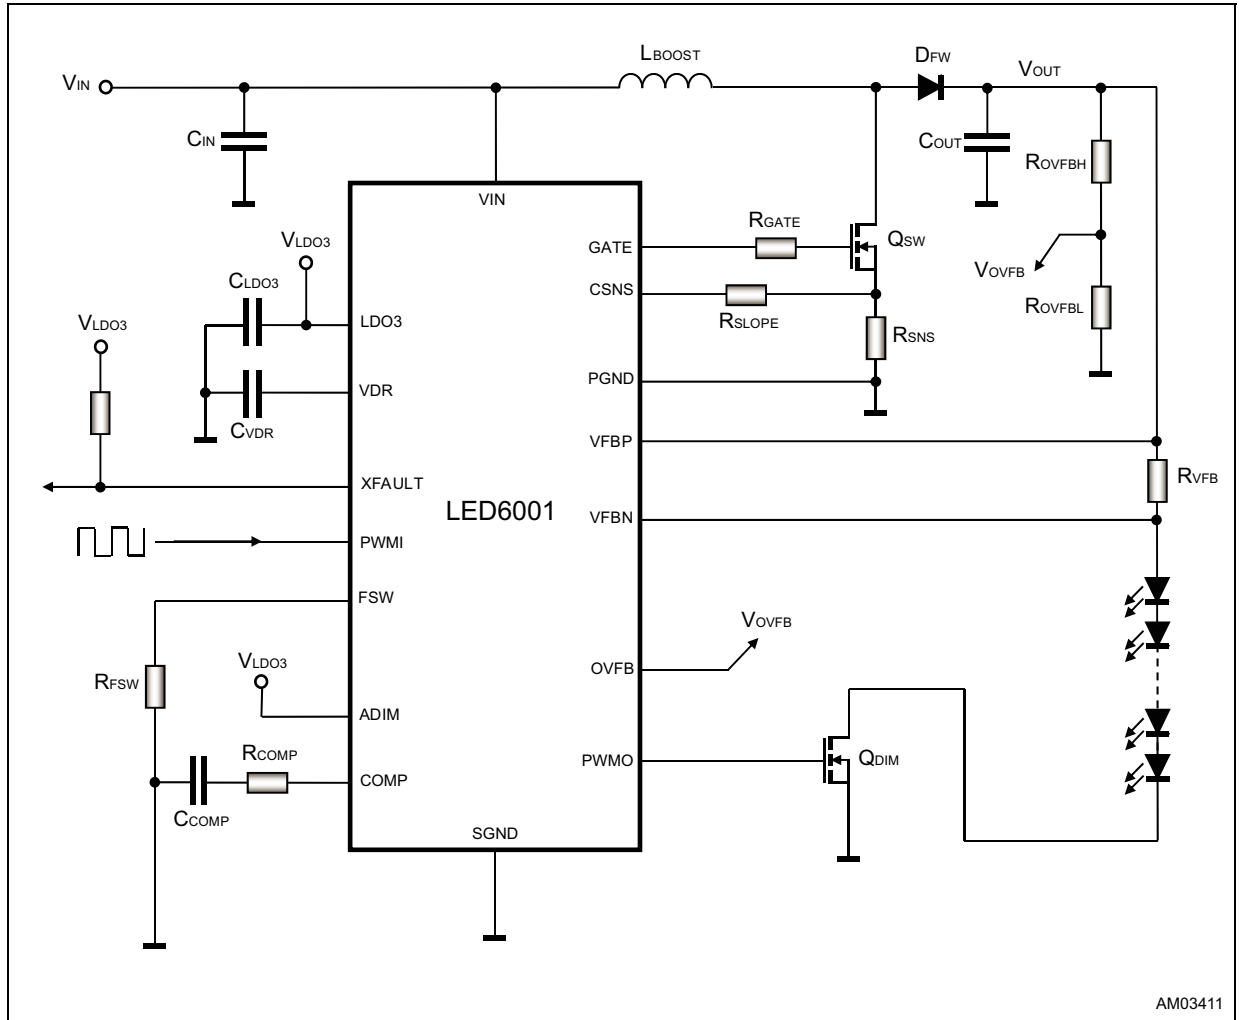 LBOOST
DFW
VOUT
VIN
CIN
COUT
ROVFBH
VIN
RGATE
VLDO3
GATE
QSW
CLDO3
CSNS
VOVFB
LDO3
RSLOPE
ROVFBL
VLDO3
RSNS
VDR
PGND
CVDR
VFBP
XFAULT
RVFB
LED6001
VFBN
PWMI
FSW
VOVFB
VLDO3
OVFB
RFSW
ADIM
RCOMP
PWMO
QDIM
COMP
CCOMP
SGND
AM03411